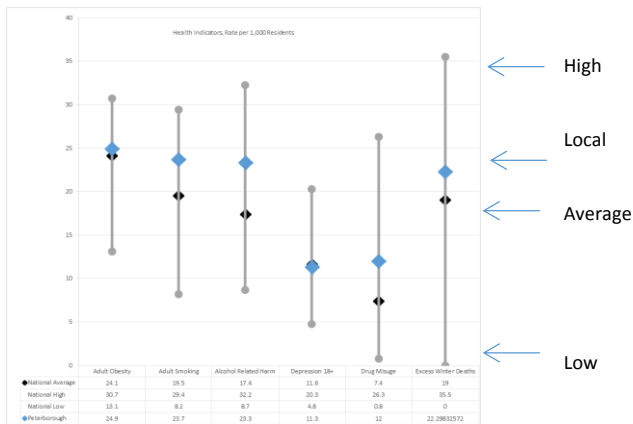 Health Indicators, Rate per 1,000 Residents
40
35
30
25
20
15
10
5
0
High
Local
Average
Low
Adult Obesity Adult Smoking Alcohol Related Harm Depression 18+ Drug Misuge Excess Winter Deaths
National Average 24.1 19.5 17.4 11.6 7.4 19
National High 30.7 29.4 32.2 20.3 26.3 35.5
National Low 13.1 8.2 8.7 4.8 0.8 0
Peterborough 24.9 23.7 23.3 11.3 12 22.29832572